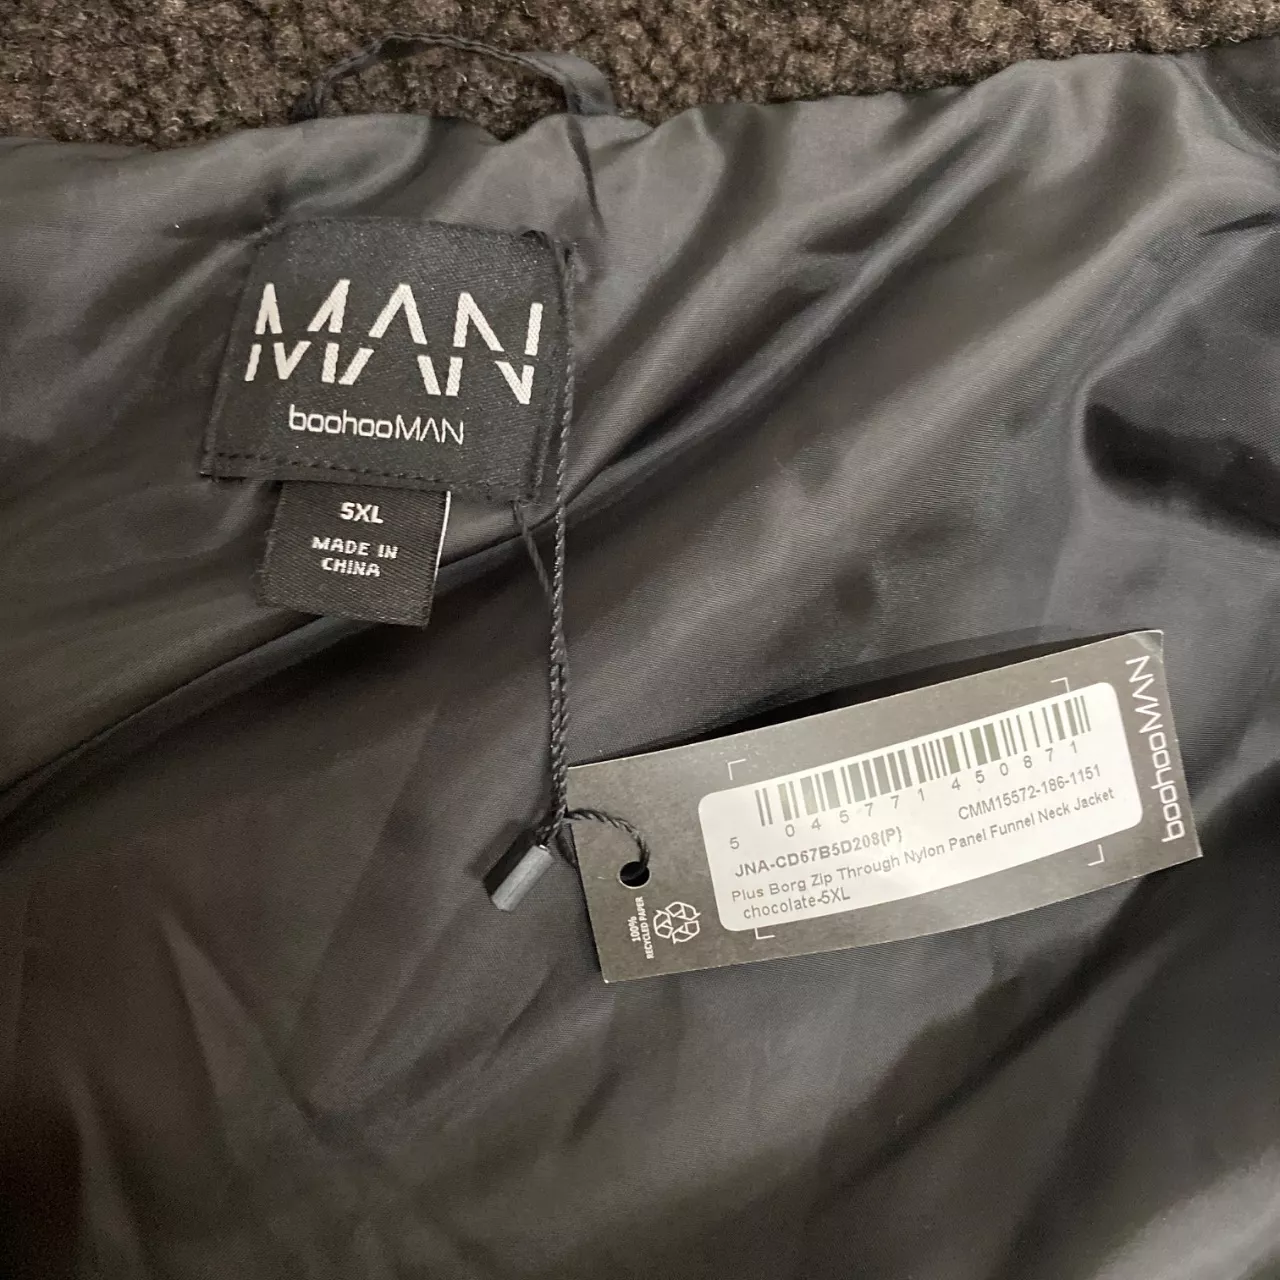 MAN
boohooMAN
5XL
MADE IN
CHINA
boohooMAN
5 045771 450871
JNA-CD67B5D208(P) CMM15572-186-1151
Plus Borg Zip Through Nylon Panel Funnel Neck Jacket
chocolate-5XL
100%
RECYCLED PAPER